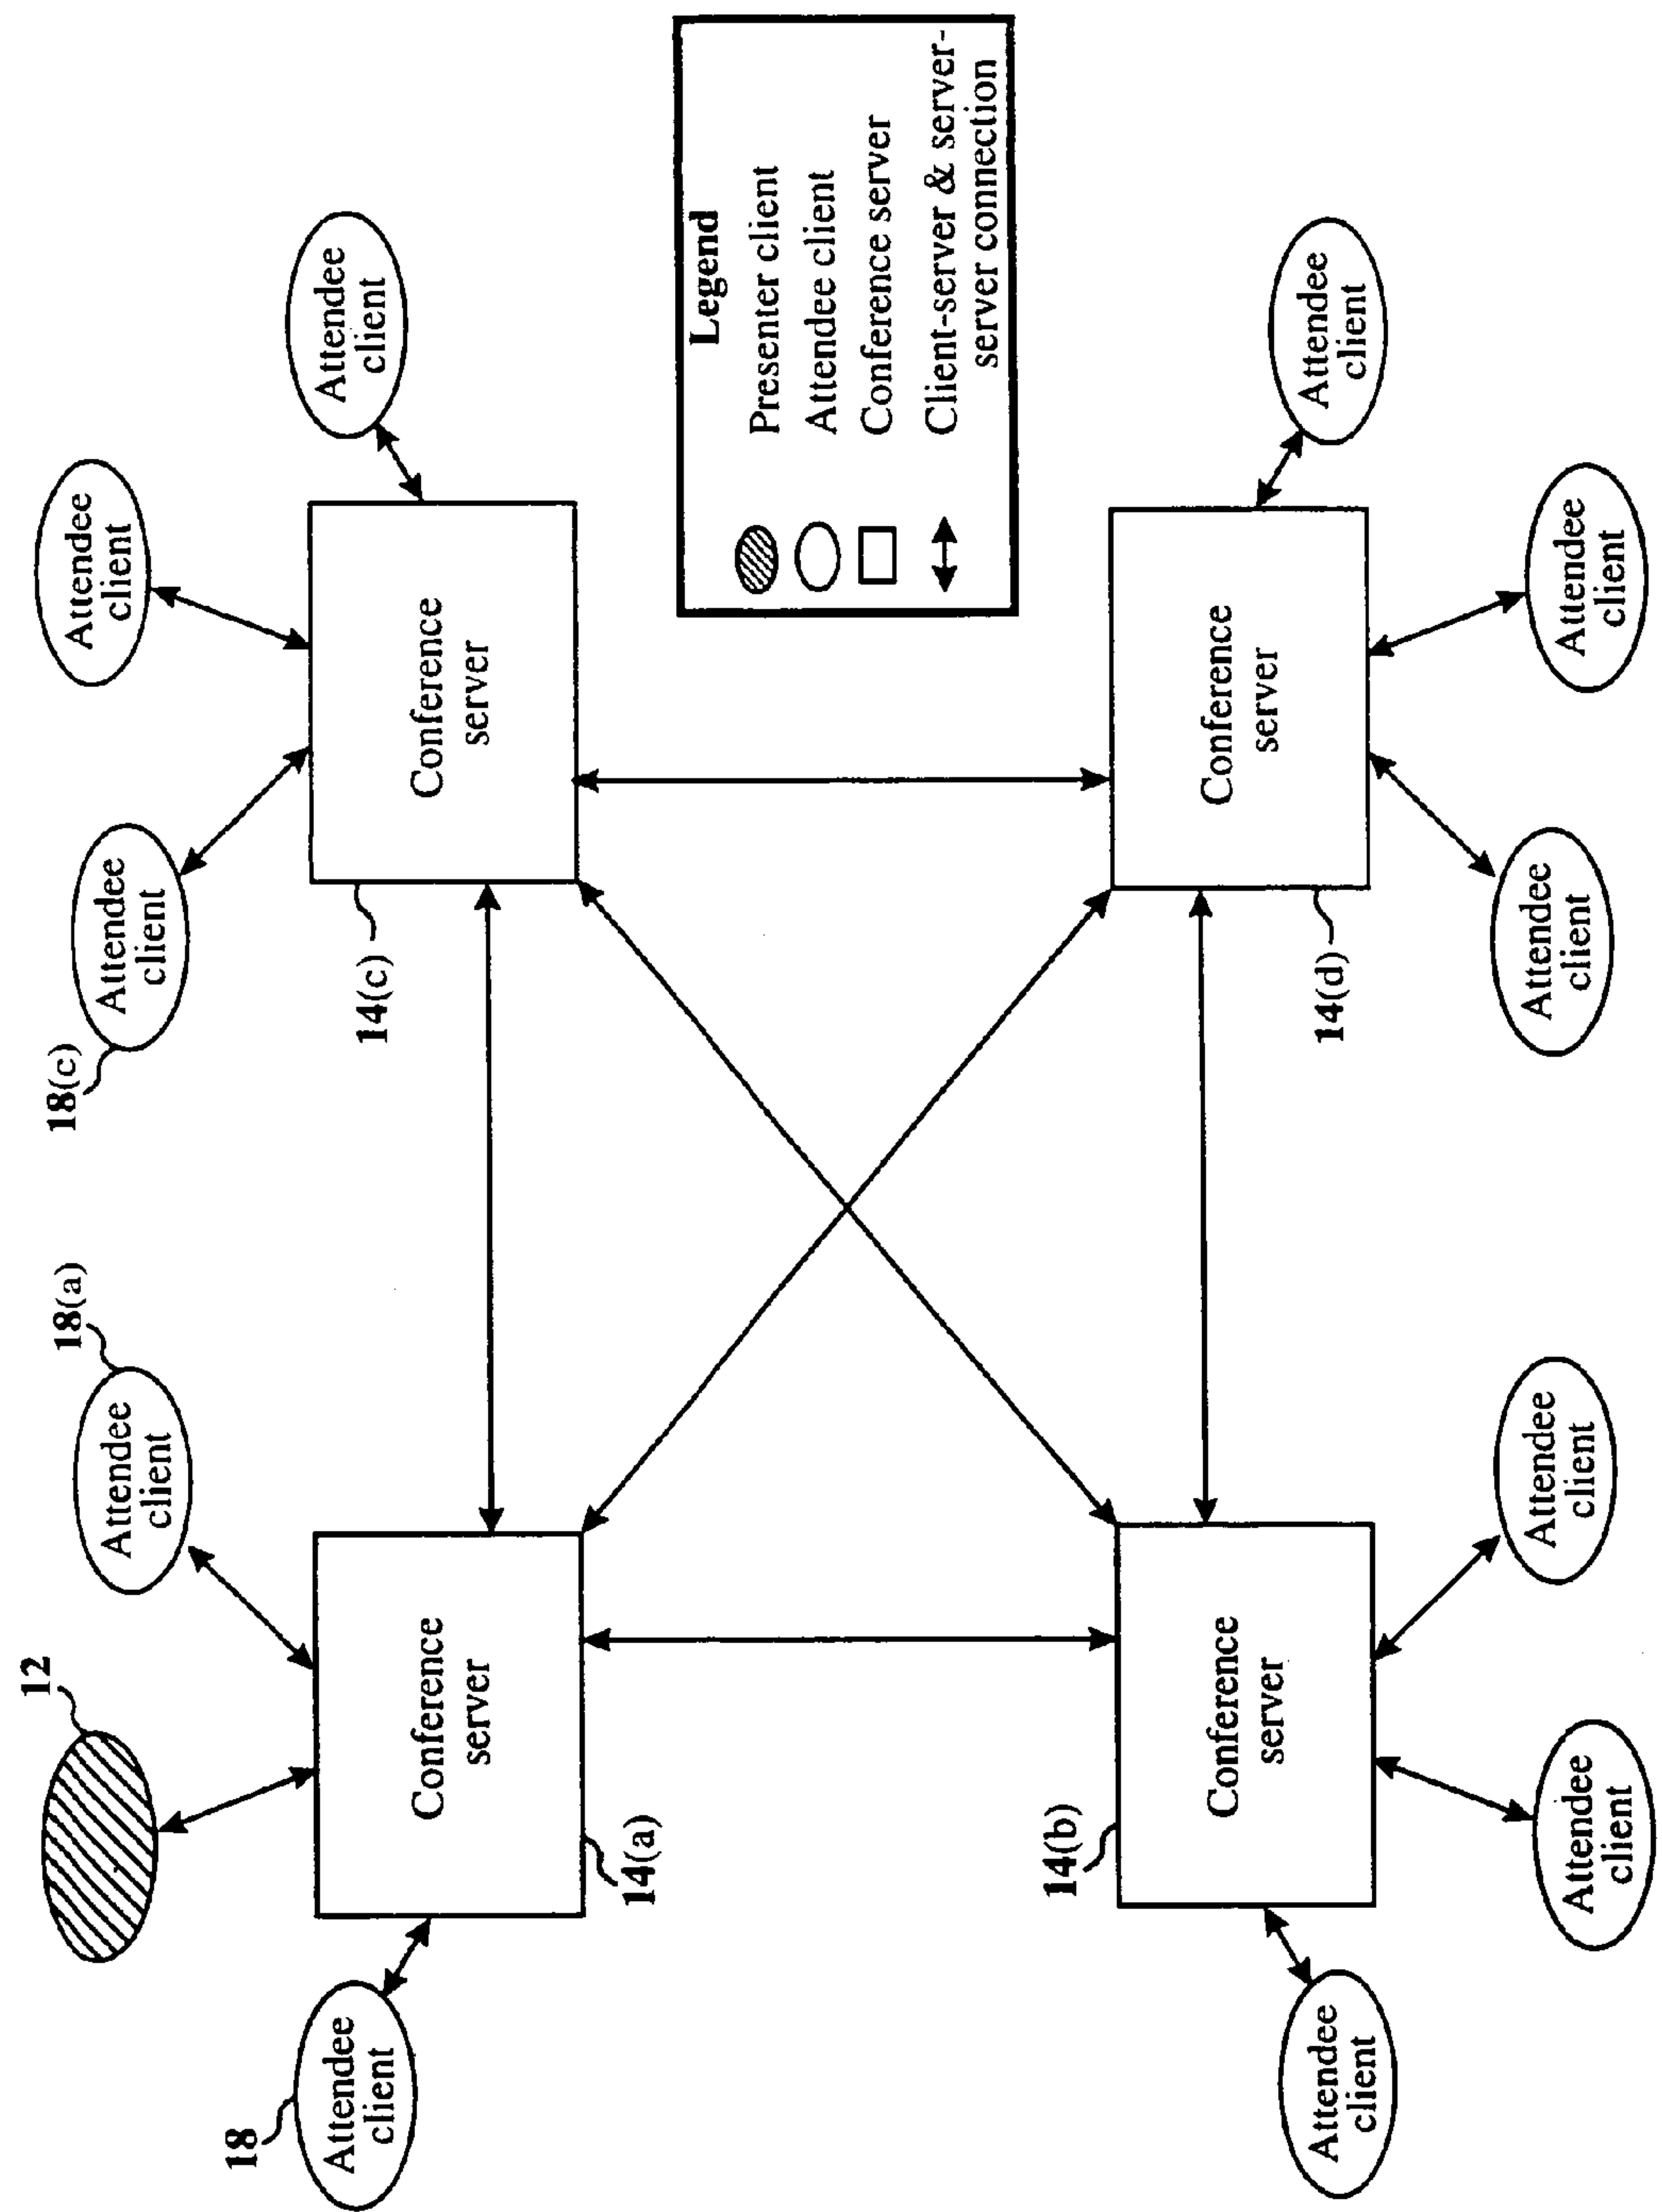 12
18(a)
18(c)
Attendee
client
Attendee
client
Attendee
client
18
Attendee
client
Conference
server
Conference
server
Attendee
client
14(a)
14(c)
Legend
Presenter client
Attendee client
Conference server
Client-server & server-
server connection
14(b)
14(d)
Conference
server
Conference
server
Attendee
client
Attendee
client
Attendee
client
Attendee
client
Attendee
client
Attendee
client